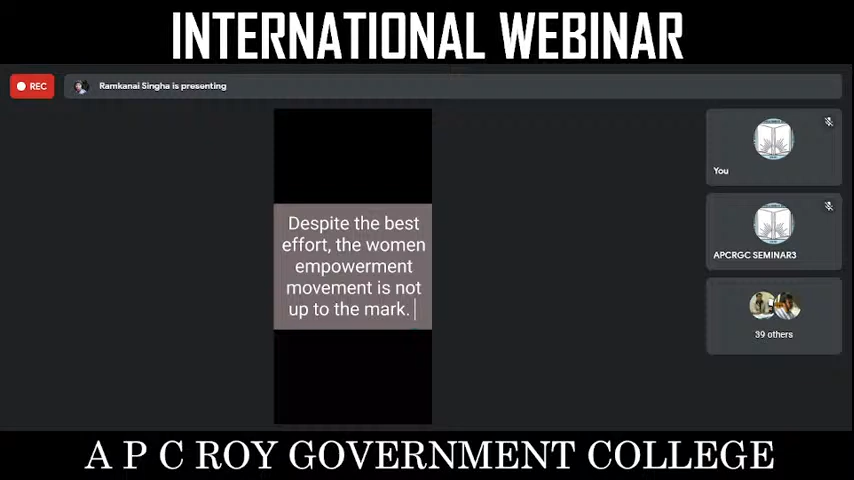 INTERNATIONAL WEBINAR
REC
Ramkanai Singha is presenting
You
Despite the best
effort, the women
empowerment
movement is not
up to the mark.
APCRGC SEMINAR3
39 others
A P C ROY GOVERNMENT COLLEGE